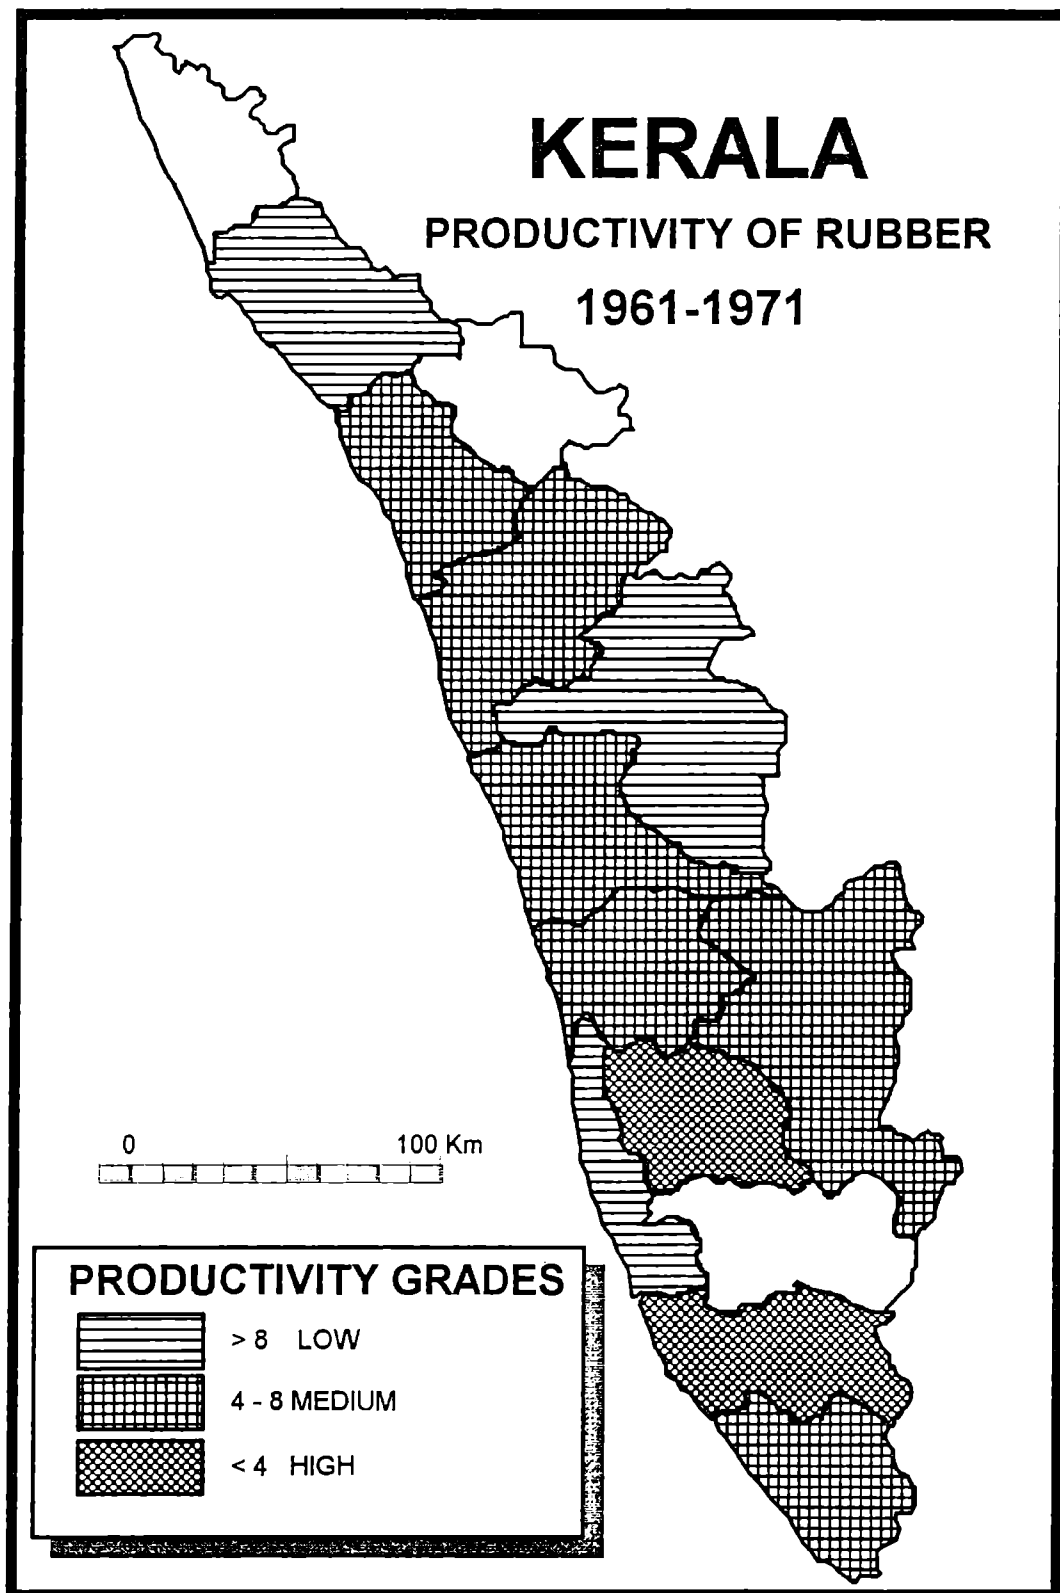 KERALA
PRODUCTIVITY OF RUBBER
1961-1971
0 100 Km
PRODUCTIVITY GRADES
> 8 LOW
4 - 8 MEDIUM
< 4 HIGH